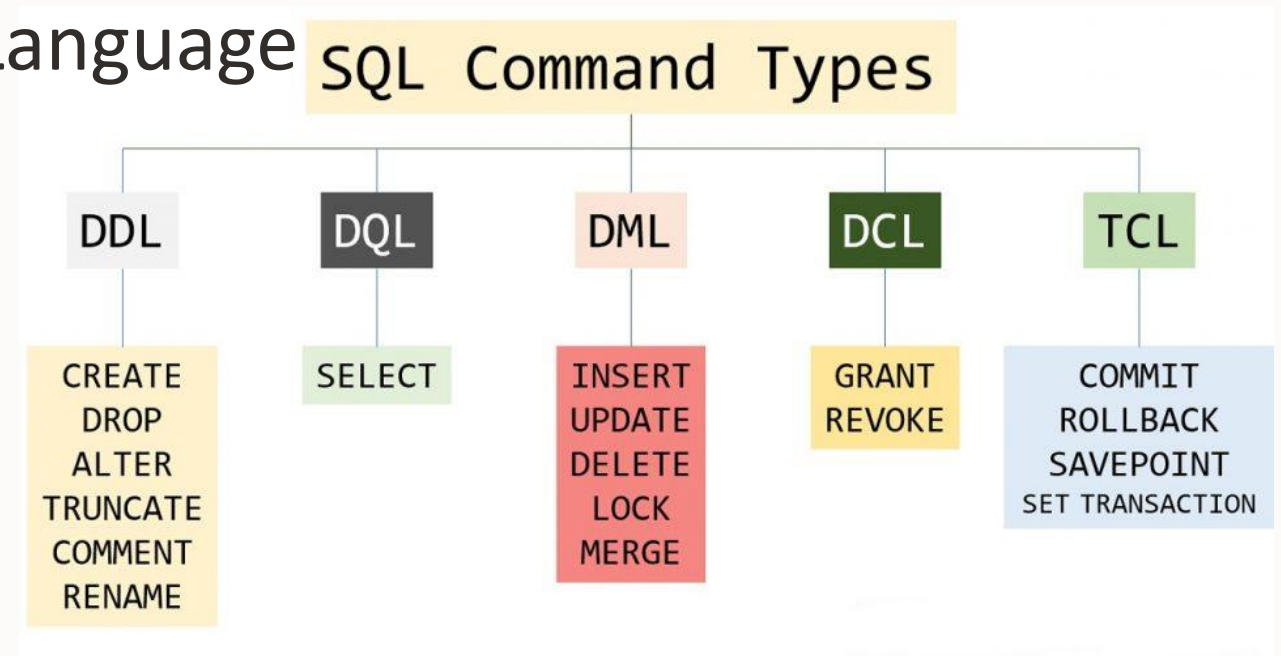 Language
SQL Command Types
DDL
DQL
DML
DCL
TCL
CREATE
DROP
ALTER
TRUNCATE
COMMENT
RENAME
SELECT
INSERT
UPDATE
DELETE
LOCK
MERGE
GRANT
REVOKE
COMMIT
ROLLBACK
SAVEPOINT
SET TRANSACTION